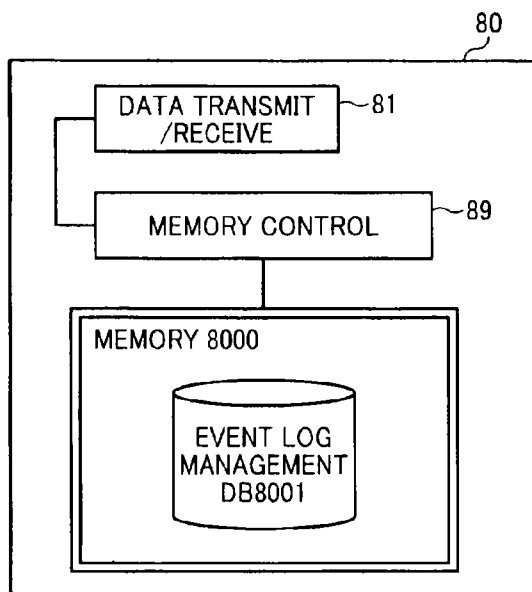 80
DATA TRANSMIT
/RECEIVE
81
MEMORY CONTROL
89
MEMORY 8000
EVENT LOG
MANAGEMENT
DB8001